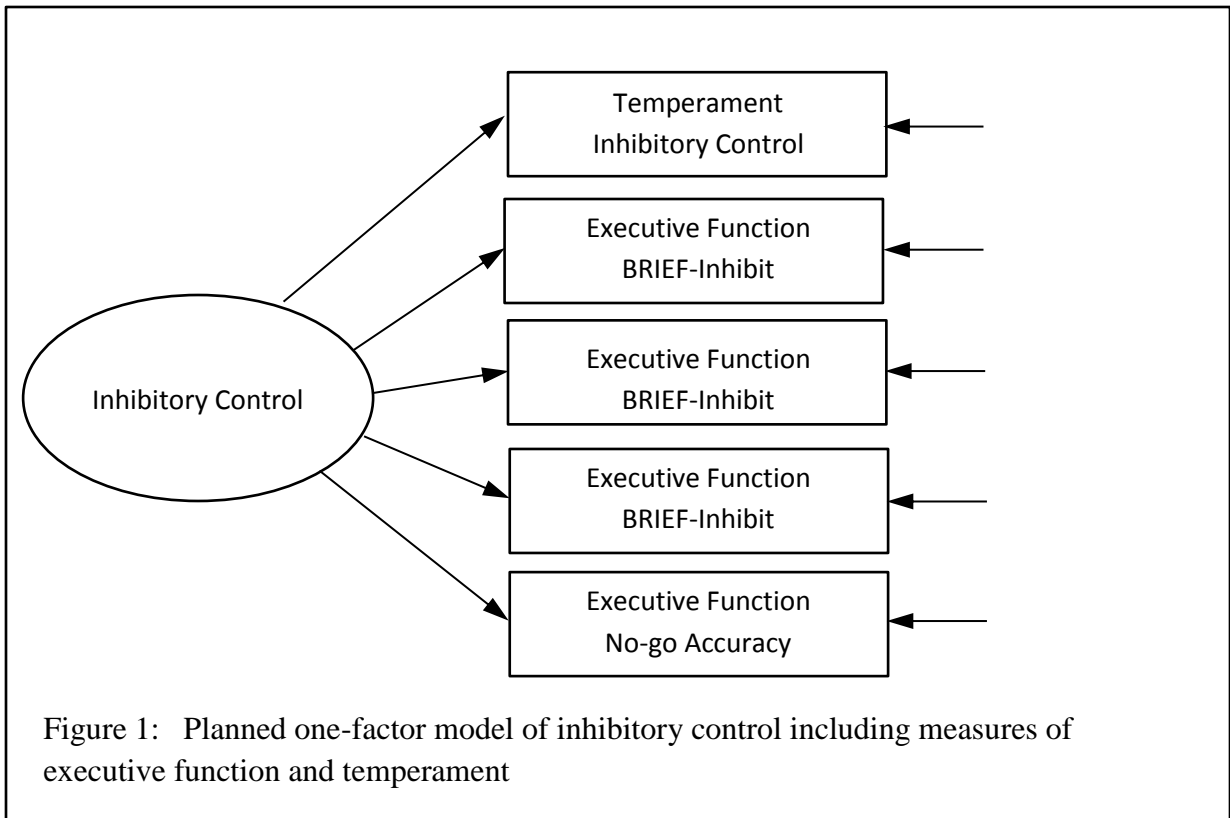 Temperament
Inhibitory Control
Executive Function
BRIEF-Inhibit
Executive Function
BRIEF-Inhibit
Inhibitory Control
Executive Function
BRIEF-Inhibit
Executive Function
No-go Accuracy
Figure 1: Planned one-factor model of inhibitory control including measures of
executive function and temperament